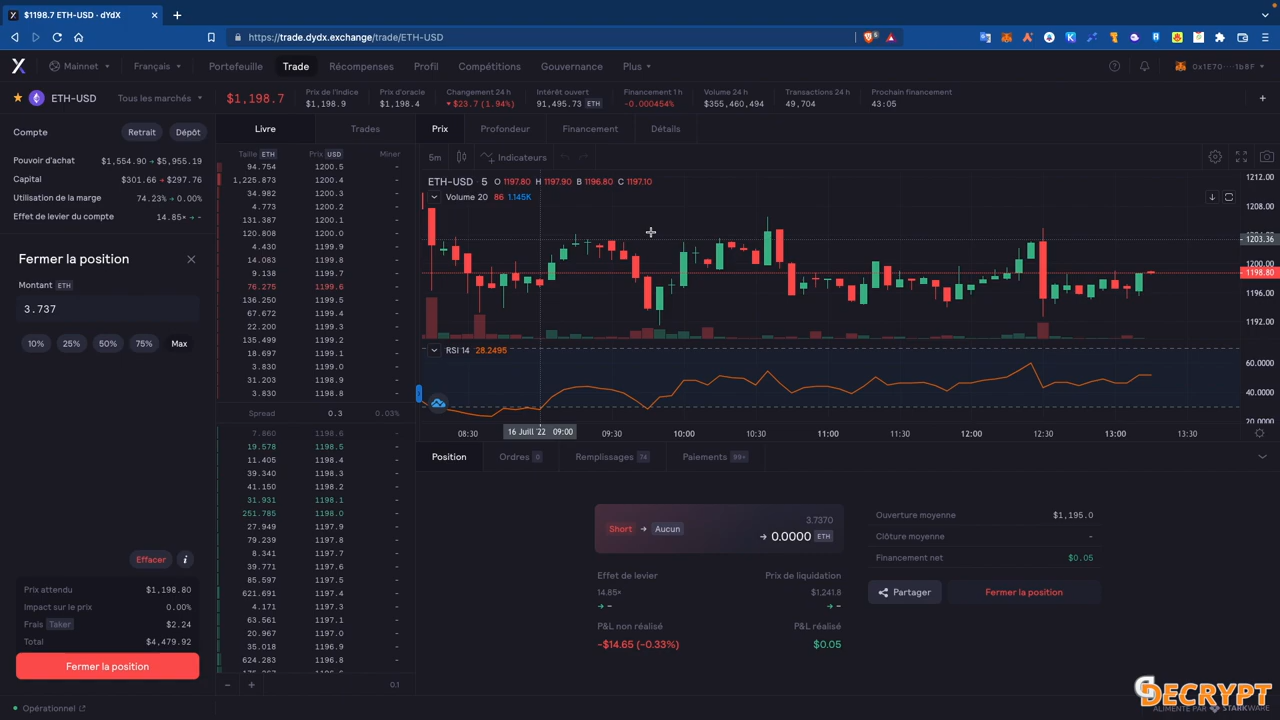 $1198.7 ETH-USD · dYdX
https://trade.dydx.exchange/trade/ETH-USD
Mainnet
Français
Portefeuille
Trade
Récompenses
Profil
Compétitions
Gouvernance
Plus
0x1E70····1b8F
ETH-USD
Tous les marchés
$1,198.7
Prix de l'indice
$1,198.9
Prix d'oracle
$1,198.4
Changement 24 h
$23.7 (1.94%)
Intérêt ouvert
91,495.73 ETH
Financement 1 h
-0.000454%
Volume 24 h
$355,460,494
Transactions 24 h
49,704
Prochain financement
43:05
Compte
Retrait
Dépôt
Pouvoir d'achat $1,554.90 → $5,955.19
Capital $301.66 → $297.76
Utilisation de la marge 74.23% → 0.00%
Effet de levier du compte 14.85× → -
Fermer la position
Montant ETH
3.737
10% 25% 50% 75% Max
Effacer
Prix attendu $1,198.80
Impact sur le prix 0.00%
Frais Taker $2.24
Total $4,479.92
Fermer la position
Opérationnel
Livre
Trades
Taille ETH Prix USD Miner
94.754 1200.5 -
1,225.873 1200.4 -
34.982 1200.3 -
4.773 1200.2 -
131.387 1200.1 -
120.808 1200.0 -
4.430 1199.9 -
14.083 1199.8 -
9.138 1199.7 -
76.275 1199.6 -
136.250 1199.5 -
67.672 1199.4 -
22.200 1199.3 -
135.499 1199.2 -
18.697 1199.1 -
3.830 1199.0 -
31.203 1198.9 -
3.830 1198.8 -
Spread 0.3 0.03%
7.860 1198.6 -
19.578 1198.5 -
11.405 1198.4 -
39.340 1198.3 -
41.150 1198.2 -
31.931 1198.1 -
251.785 1198.0 -
27.949 1197.9 -
79.239 1197.8 -
8.341 1197.7 -
39.771 1197.6 -
85.597 1197.5 -
621.691 1197.4 -
4.171 1197.3 -
63.561 1197.1 -
20.967 1197.0 -
35.018 1196.9 -
624.283 1196.8 -
0.1
Prix
Profondeur
Financement
Détails
5m
Indicateurs
ETH-USD · 5 O 1197.80 H 1197.90 B 1196.80 C 1197.10
Volume 20 86 1.145K
1212.00
1208.00
1203.36
1200.00
1198.80
1196.00
1192.00
RSI 14 28.2495
60.0000
40.0000
20.0000
08:30
16 Juill '22 09:00
09:30
10:00
10:30
11:00
11:30
12:00
12:30
13:00
13:30
Position
Ordres 0
Remplissages 74
Paiements 99+
Short → Aucun
3.7370
→ 0.0000 ETH
Effet de levier
14.85×
→ -
Prix de liquidation
$1,241.8
→ -
P&L non réalisé
-$14.65 (-0.33%)
P&L réalisé
$0.05
Ouverture moyenne $1,195.0
Clôture moyenne -
Financement net $0.05
Partager
Fermer la position
DECRYPT
ALIMENTÉ PAR STARKWARE